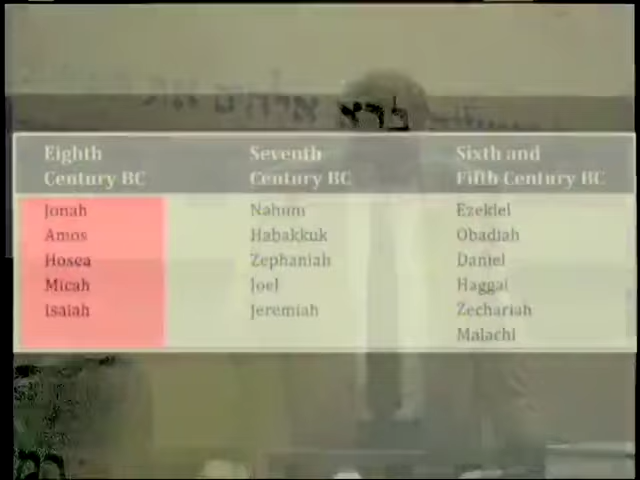 Eighth Century BC
Seventh Century BC
Sixth and Fifth Century BC
Jonah Nahum Ezekiel
Amos Habakkuk Obadiah
Hosea Zephaniah Daniel
Micah Joel Haggai
Isaiah Jeremiah Zechariah
Malachi